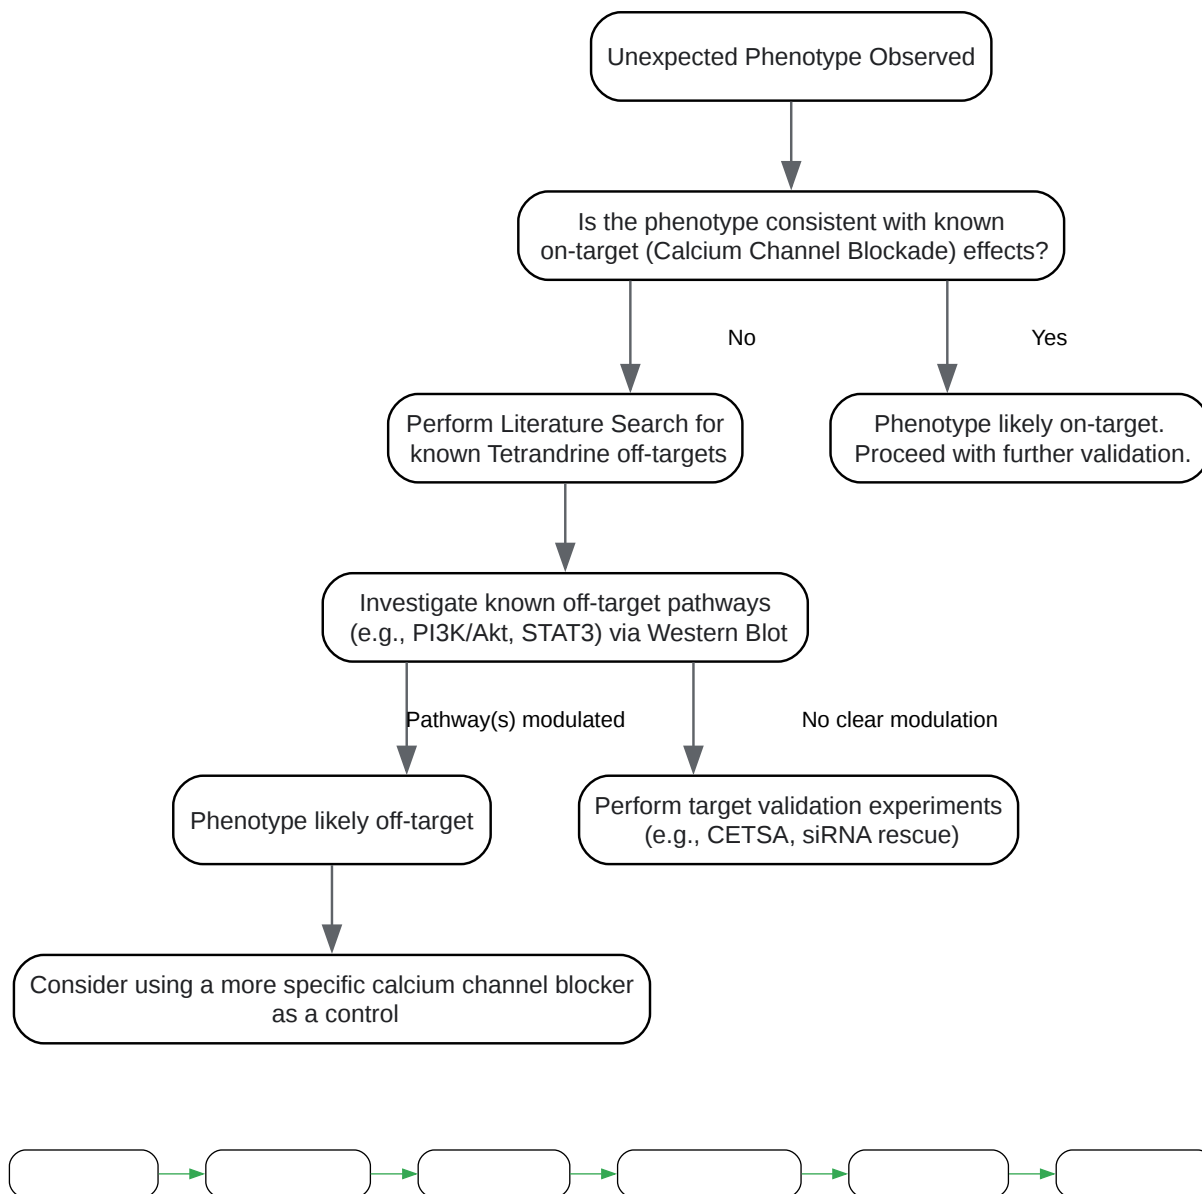 Unexpected Phenotype Observed
Is the phenotype consistent with known
on-target (Calcium Channel Blockade) effects?
No
Yes
Perform Literature Search for
known Tetrandrine off-targets
Phenotype likely on-target.
Proceed with further validation.
Investigate known off-target pathways
(e.g., PI3K/Akt, STAT3) via Western Blot
Pathway(s) modulated
No clear modulation
Phenotype likely off-target
Perform target validation experiments
(e.g., CETSA, siRNA rescue)
Consider using a more specific calcium channel blocker
as a control